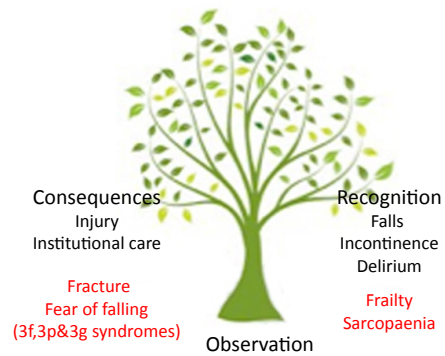 Consequences
Injury
Institutional care
Fracture
Fear of falling
(3f,3p&3g syndromes)
Recognition
Falls
Incontinence
Delirium
Frailty
Sarcopaenia
Observation